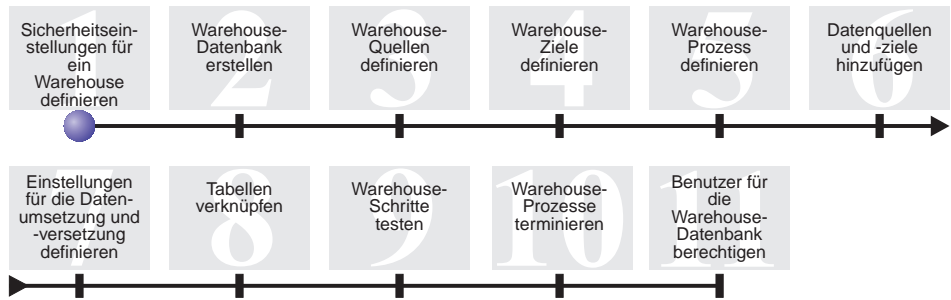 1
Sicherheitsein-
stellungen für
ein
Warehouse
definieren
2
Warehouse-
Datenbank
erstellen
3
Warehouse-
Quellen
definieren
4
Warehouse-
Ziele
definieren
5
Warehouse-
Prozess
definieren
6
Datenquellen
und -ziele
hinzufügen
7
Einstellungen
für die Daten-
umsetzung und
-versetzung
definieren
8
Tabellen
verknüpfen
9
Warehouse-
Schritte
testen
10
Warehouse-
Prozesse
terminieren
11
Benutzer für
die
Warehouse-
Datenbank
berechtigen